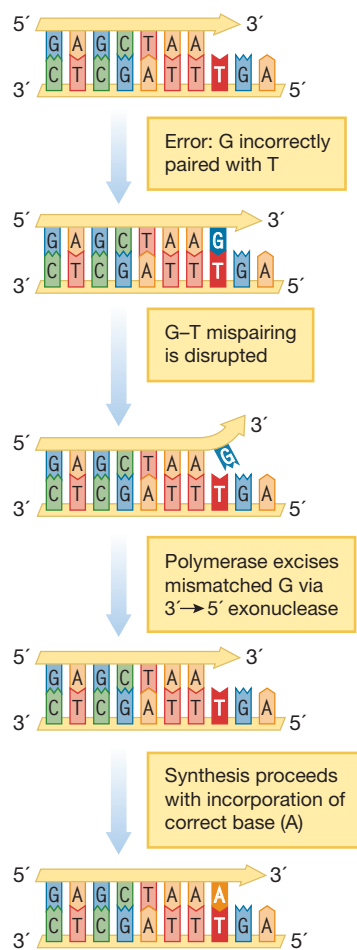 5´ 3´
G A G C T A A
C T C G A T T T G A
3´ 5´
Error: G incorrectly
paired with T
5´ 3´
G A G C T A A G
C T C G A T T T G A
3´ 5´
G–T mispairing
is disrupted
3´
5´
G A G C T A A G
C T C G A T T T G A
3´ 5´
Polymerase excises
mismatched G via
3´→ 5´ exonuclease
5´ 3´
G A G C T A A
C T C G A T T T G A
3´ 5´
Synthesis proceeds
with incorporation of
correct base (A)
5´ 3´
G A G C T A A A
C T C G A T T T G A
3´ 5´